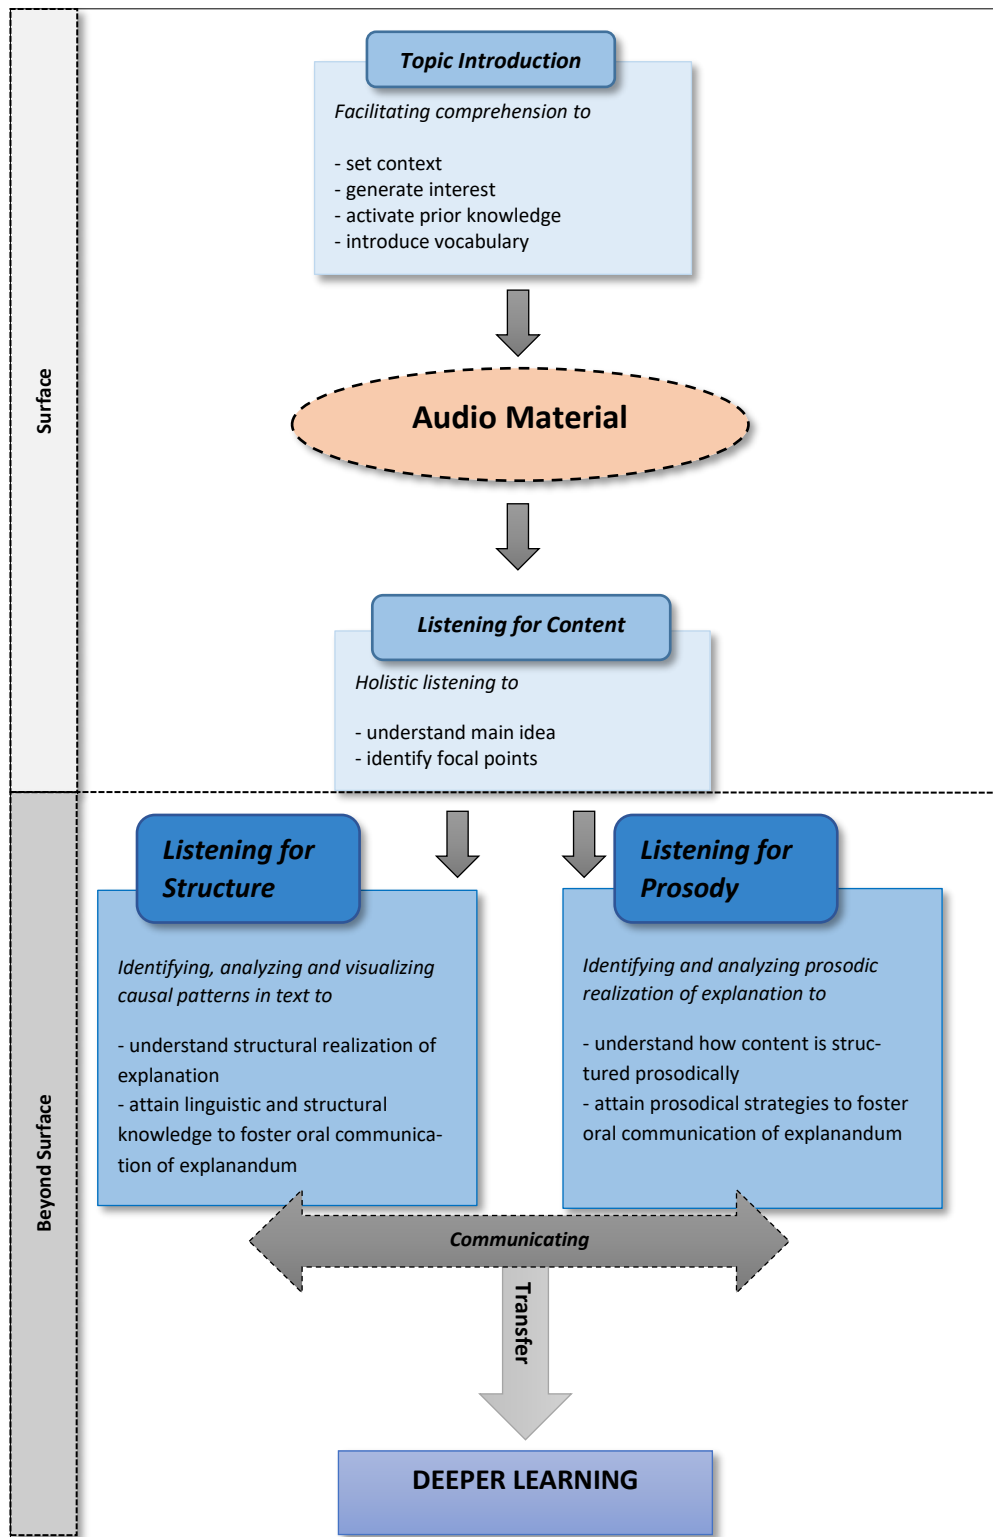 Topic Introduction
Facilitating comprehension to
- set context
- generate interest
- activate prior knowledge
- introduce vocabulary
Surface
Audio Material
Listening for Content
Holistic listening to
- understand main idea
- identify focal points
Beyond Surface
Listening for
Structure
Identifying, analyzing and visualizing
causal patterns in text to
- understand structural realization of
explanation
- attain linguistic and structural
knowledge to foster oral communica-
tion of explanandum
Listening for
Prosody
Identifying and analyzing prosodic
realization of explanation to
- understand how content is struc-
tured prosodically
- attain prosodical strategies to foster
oral communication of explanandum
Communicating
Transfer
DEEPER LEARNING